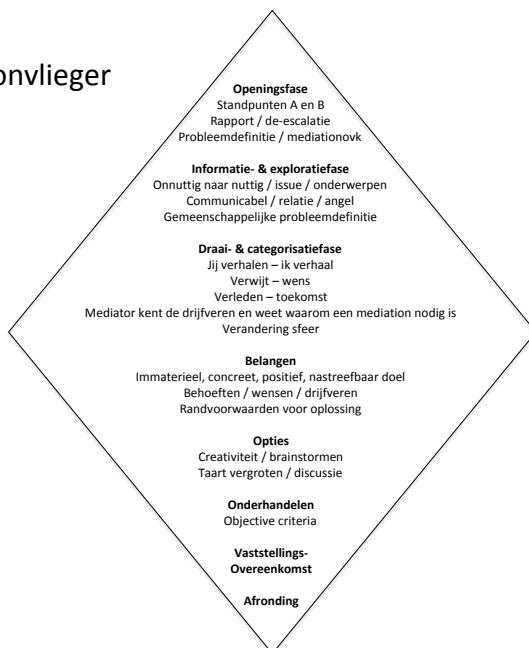 onvlieger
Openingsfase
Standpunten A en B
Rapport / de-escalatie
Probleemdefinitie / mediationovk
Informatie- & exploratiefase
Onnuttig naar nuttig / issue / onderwerpen
Communicabel / relatie / angel
Gemeenschappelijke probleemdefinitie
Draai- & categorisatiefase
Jij verhalen – ik verhaal
Verwijt – wens
Verleden – toekomst
Mediator kent de drijfveren en weet waarom een mediation nodig is
Verandering sfeer
Belangen
Immaterieel, concreet, positief, nastreefbaar doel
Behoeften / wensen / drijfveren
Randvoorwaarden voor oplossing
Opties
Creativiteit / brainstormen
Taart vergroten / discussie
Onderhandelen
Objective criteria
Vaststellings-
Overeenkomst
Afronding